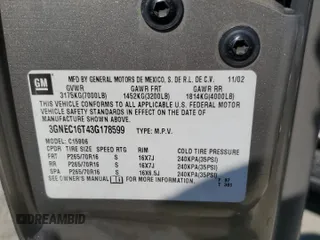 GM
MFD BY GENERAL MOTORS DE MEXICO, S. DE R.L. DE C.V. 11/02
GVWR GAWR FRT GAWR RR
3175KG(7000LB) 1452KG(3200LB) 1814KG(4000LB)
THIS VEHICLE CONFORMS TO ALL APPLICABLE U.S. FEDERAL MOTOR
VEHICLE SAFETY STANDARDS IN EFFECT ON THE DATE OF
MANUFACTURE SHOWN ABOVE.
3GNEC16T43G178599 TYPE: M.P.V.
MODEL: C15906
CPDR TIRE SIZE SPEED RTG RIM COLD TIRE PRESSURE
FRT P265/70R16 S 16X7J 240KPA(35PSI)
RR P265/70R16 S 16X7J 240KPA(35PSI)
SPA P265/70R16 S 16X6.5J 240KPA(35PSI)
SEE OWNER'S MANUAL FOR MORE INFORMATION.
AUTOBIDMASTER